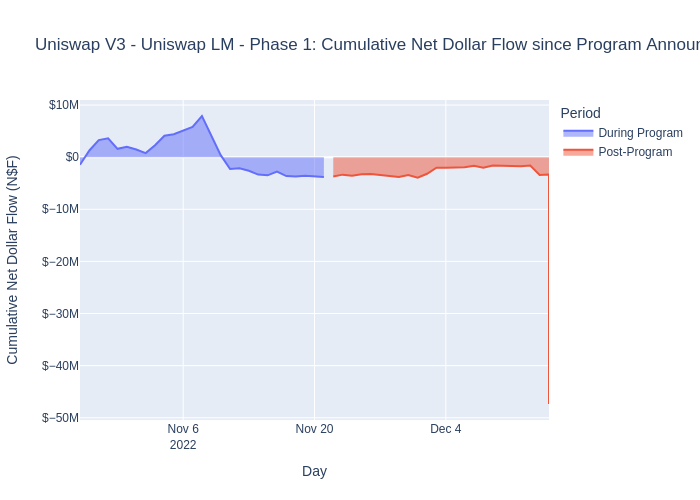 Uniswap V3 - Uniswap LM - Phase 1: Cumulative Net Dollar Flow since Program Announ
Period
During Program
Post-Program
Cumulative Net Dollar Flow (N$F)
$10M
$0
$−10M
$−20M
$−30M
$−40M
$−50M
Nov 6
2022
Nov 20
Dec 4
Day